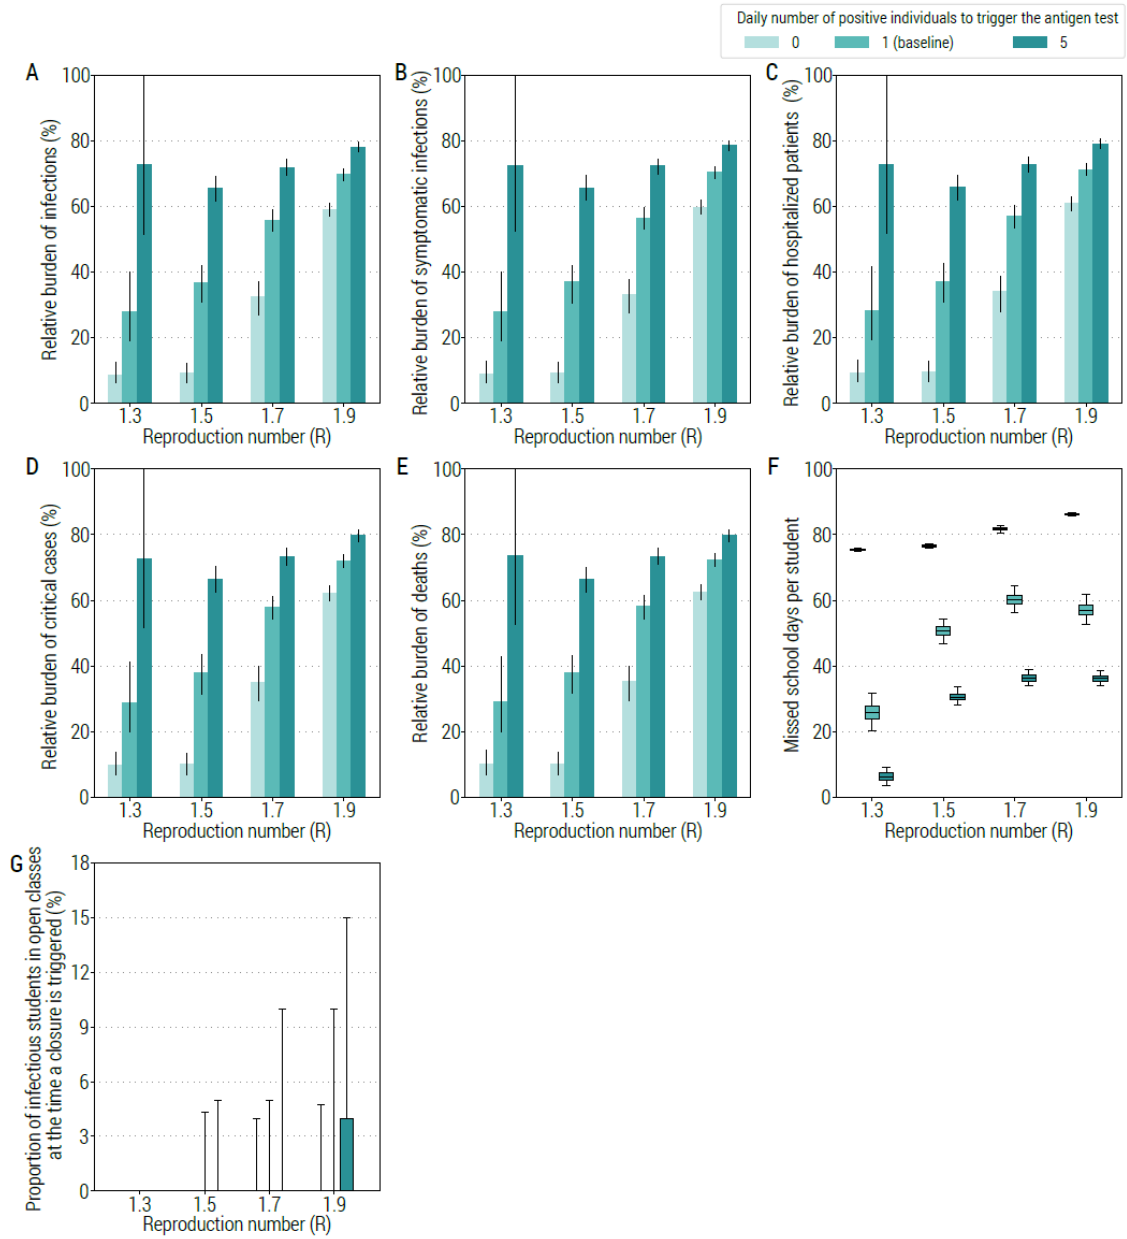 Daily number of positive individuals to trigger the antigen test
0 1 (baseline) 5
A
Relative burden of infections (%)
100
80
60
40
20
0
1.3 1.5 1.7 1.9
Reproduction number (R)
B
Relative burden of symptomatic infections (%)
100
80
60
40
20
0
1.3 1.5 1.7 1.9
Reproduction number (R)
C
Relative burden of hospitalized patients (%)
100
80
60
40
20
0
1.3 1.5 1.7 1.9
Reproduction number (R)
D
Relative burden of critical cases (%)
100
80
60
40
20
0
1.3 1.5 1.7 1.9
Reproduction number (R)
E
Relative burden of deaths (%)
100
80
60
40
20
0
1.3 1.5 1.7 1.9
Reproduction number (R)
F
Missed school days per student
100
80
60
40
20
0
1.3 1.5 1.7 1.9
Reproduction number (R)
G
Proportion of infectious students in open classes
at the time a closure is triggered (%)
18
15
12
9
6
3
0
1.3 1.5 1.7 1.9
Reproduction number (R)